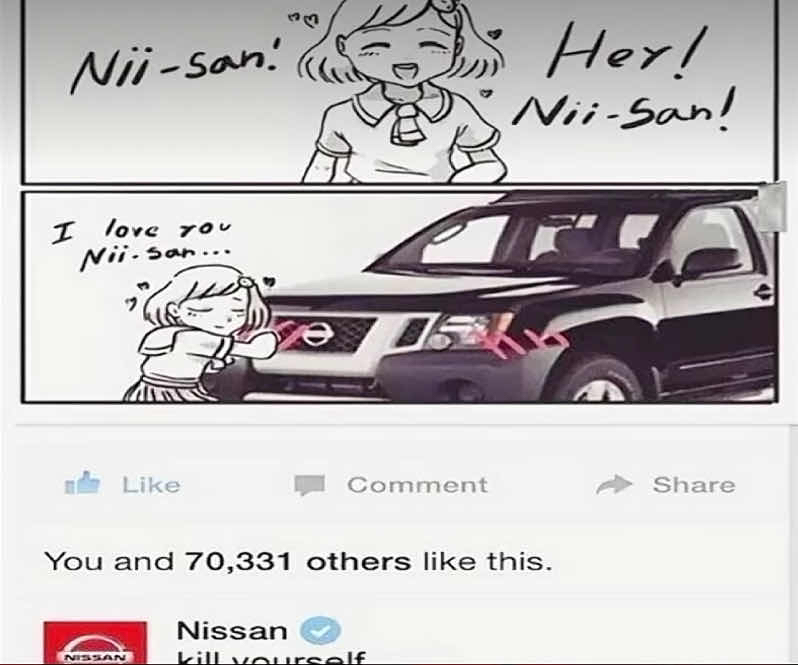 Nii-san!
Hey!
Nii-San!
I love you
Nii-san...
Like
Comment
Share
You and 70,331 others like this.
Nissan
NISSAN
kill yourself